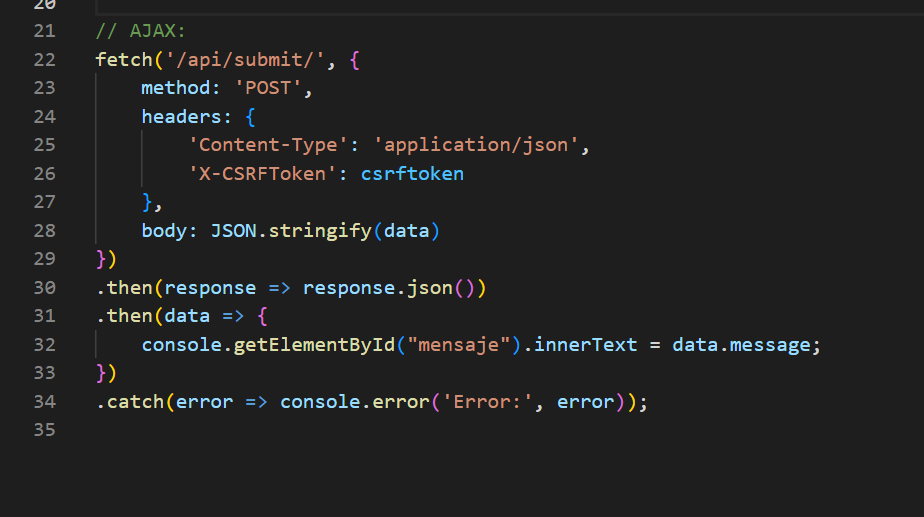 20
21 // AJAX:
22 fetch('/api/submit/', {
23     method: 'POST',
24     headers: {
25         'Content-Type': 'application/json',
26         'X-CSRFToken': csrftoken
27     },
28     body: JSON.stringify(data)
29 })
30 .then(response => response.json())
31 .then(data => {
32     console.getElementById("mensaje").innerText = data.message;
33 })
34 .catch(error => console.error('Error:', error));
35